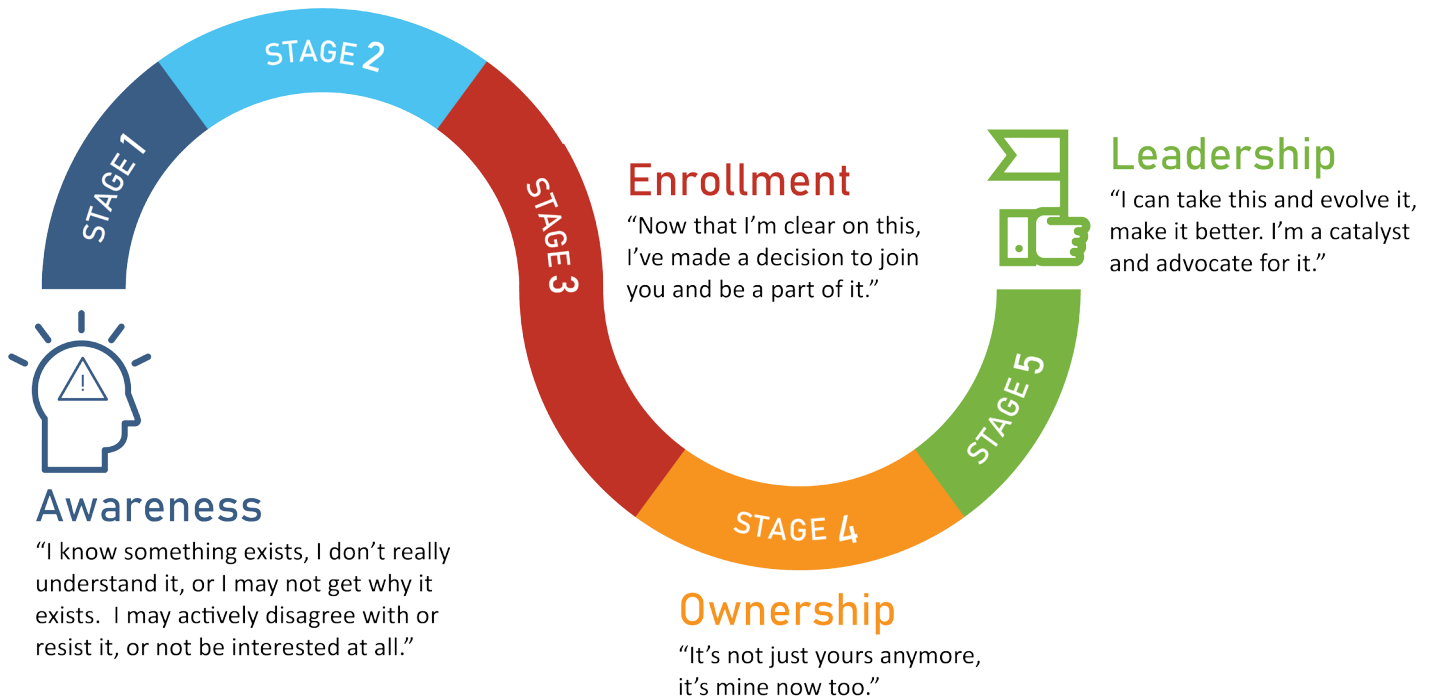 STAGE 1
STAGE 2
STAGE 3
STAGE 4
STAGE 5
!
Awareness
“I know something exists, I don’t really
understand it, or I may not get why it
exists.  I may actively disagree with or
resist it, or not be interested at all.”
Enrollment
“Now that I’m clear on this,
I’ve made a decision to join
you and be a part of it.”
Ownership
“It’s not just yours anymore,
it’s mine now too.”
Leadership
“I can take this and evolve it,
make it better. I’m a catalyst
and advocate for it.”